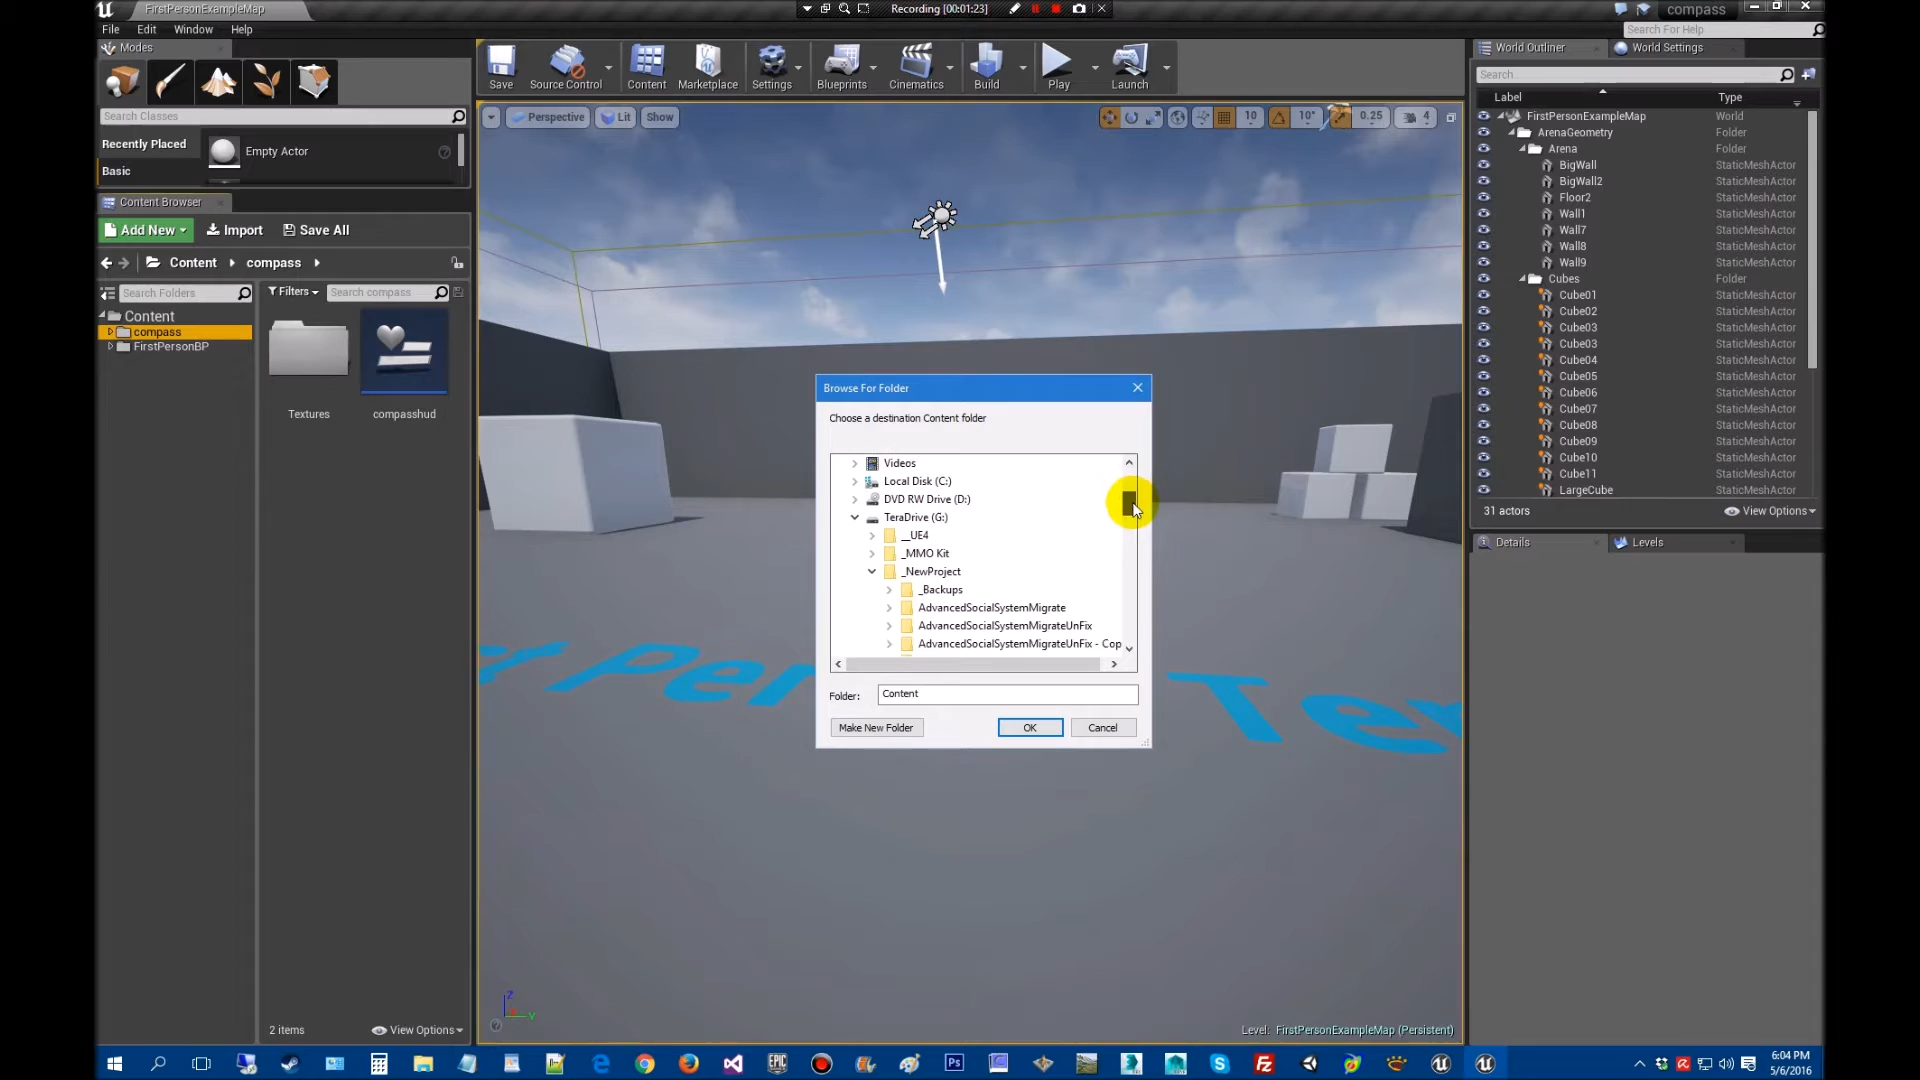 FirstPersonExampleMap
Recording [00:01:23]
compass
File Edit Window Help
Search For Help
Modes
Save
Source Control
Content
Marketplace
Settings
Blueprints
Cinematics
Build
Play
Launch
World Outliner
World Settings
Search
Search Classes
Recently Placed
Basic
Empty Actor
Perspective
Lit
Show
10
10°
0.25
4
Label Type
FirstPersonExampleMap World
ArenaGeometry Folder
Arena Folder
BigWall StaticMeshActor
BigWall2 StaticMeshActor
Floor2 StaticMeshActor
Wall1 StaticMeshActor
Wall7 StaticMeshActor
Wall8 StaticMeshActor
Wall9 StaticMeshActor
Cubes Folder
Cube01 StaticMeshActor
Cube02 StaticMeshActor
Cube03 StaticMeshActor
Cube03 StaticMeshActor
Cube04 StaticMeshActor
Cube05 StaticMeshActor
Cube06 StaticMeshActor
Cube07 StaticMeshActor
Cube08 StaticMeshActor
Cube09 StaticMeshActor
Cube10 StaticMeshActor
Cube11 StaticMeshActor
LargeCube StaticMeshActor
31 actors
View Options
Details
Levels
Content Browser
Add New
Import
Save All
Content
compass
Search Folders
Filters
Search compass
Content
compass
FirstPersonBP
Textures
compasshud
2 items
View Options
Browse For Folder
Choose a destination Content folder
Videos
Local Disk (C:)
DVD RW Drive (D:)
TeraDrive (G:)
__UE4
_MMO Kit
_NewProject
_Backups
AdvancedSocialSystemMigrate
AdvancedSocialSystemMigrateUnFix
AdvancedSocialSystemMigrateUnFix - Cop
Folder:
Content
Make New Folder
OK
Cancel
Z
Y
Level: FirstPersonExampleMap (Persistent)
EPIC
Ps
6:04 PM
5/6/2016